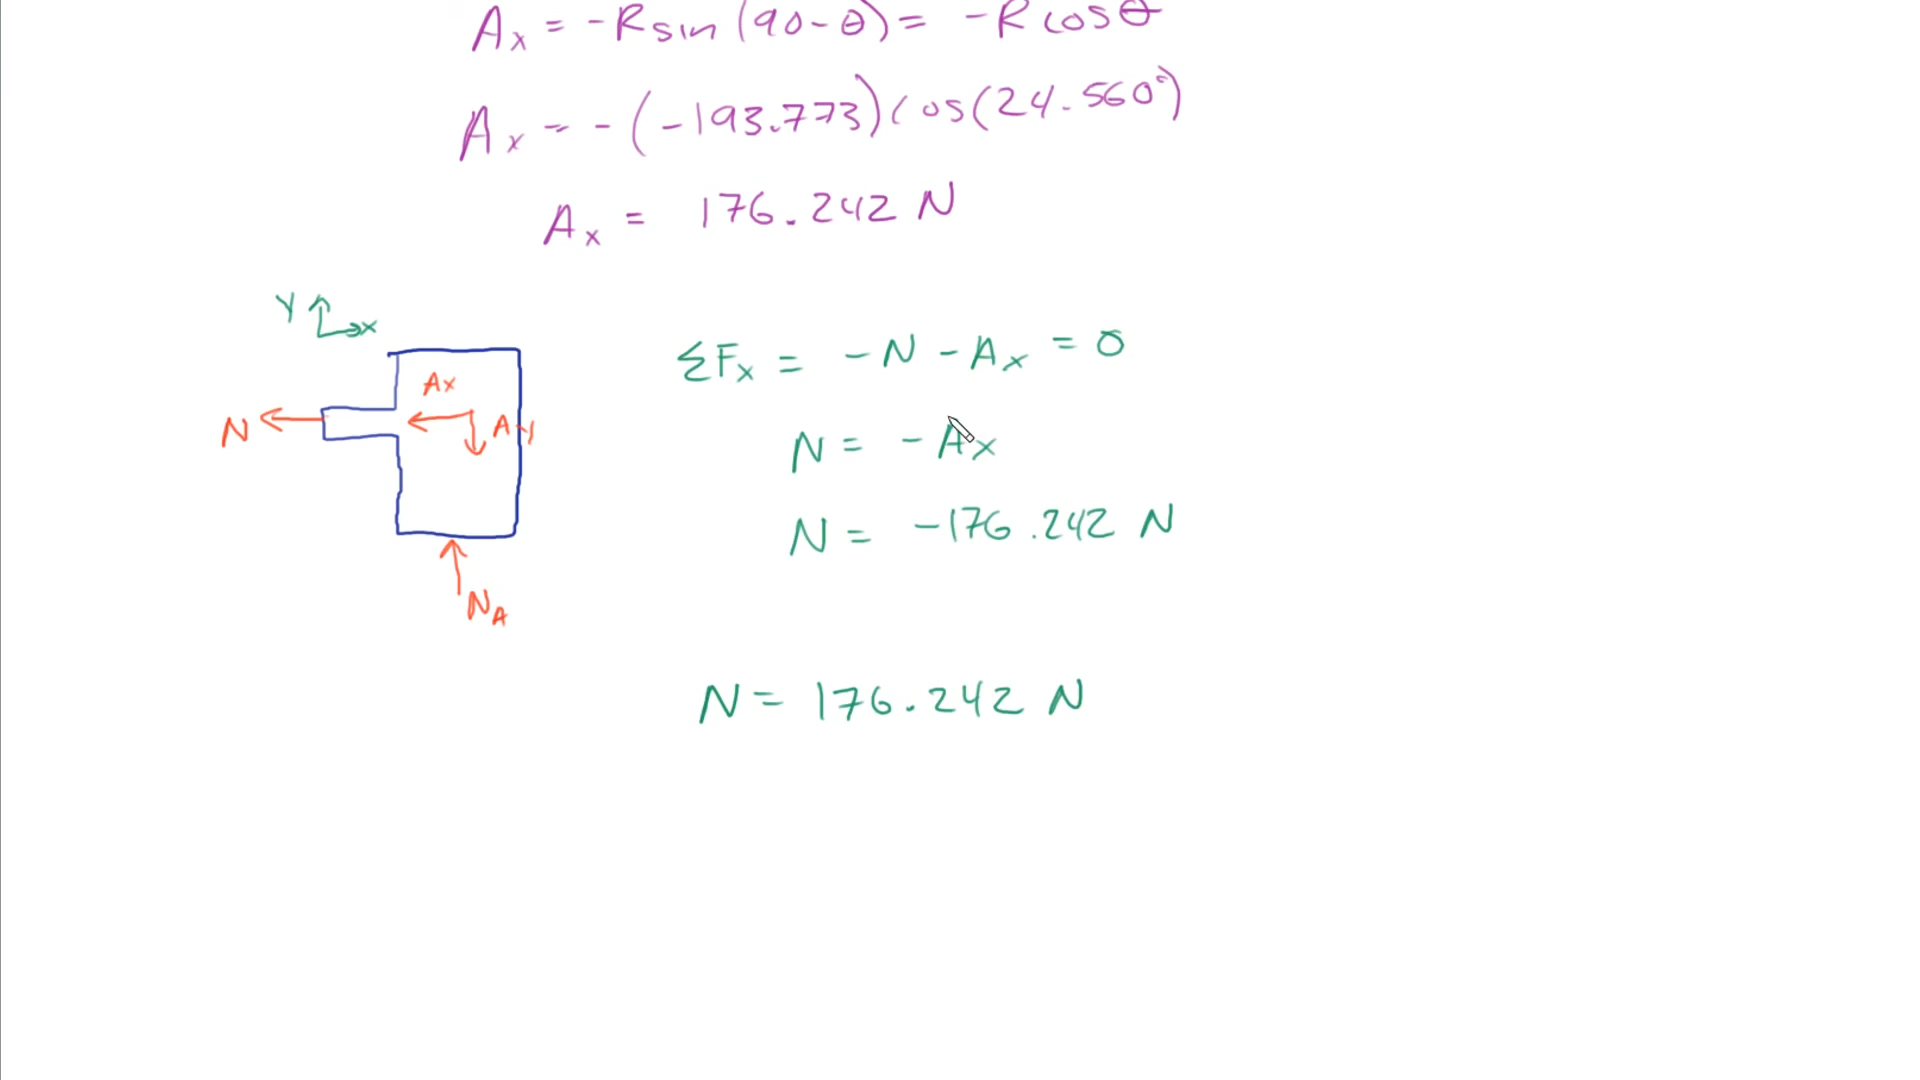 Ax = -Rsin(90-θ) = -Rcosθ
Ax = -(-193.773)cos(24.560°)
Ax = 176.242 N
Y
x
ΣFx = -N - Ax = 0
Ax
N
Ay
N = -Ax
N = -176.242 N
NA
N = 176.242 N